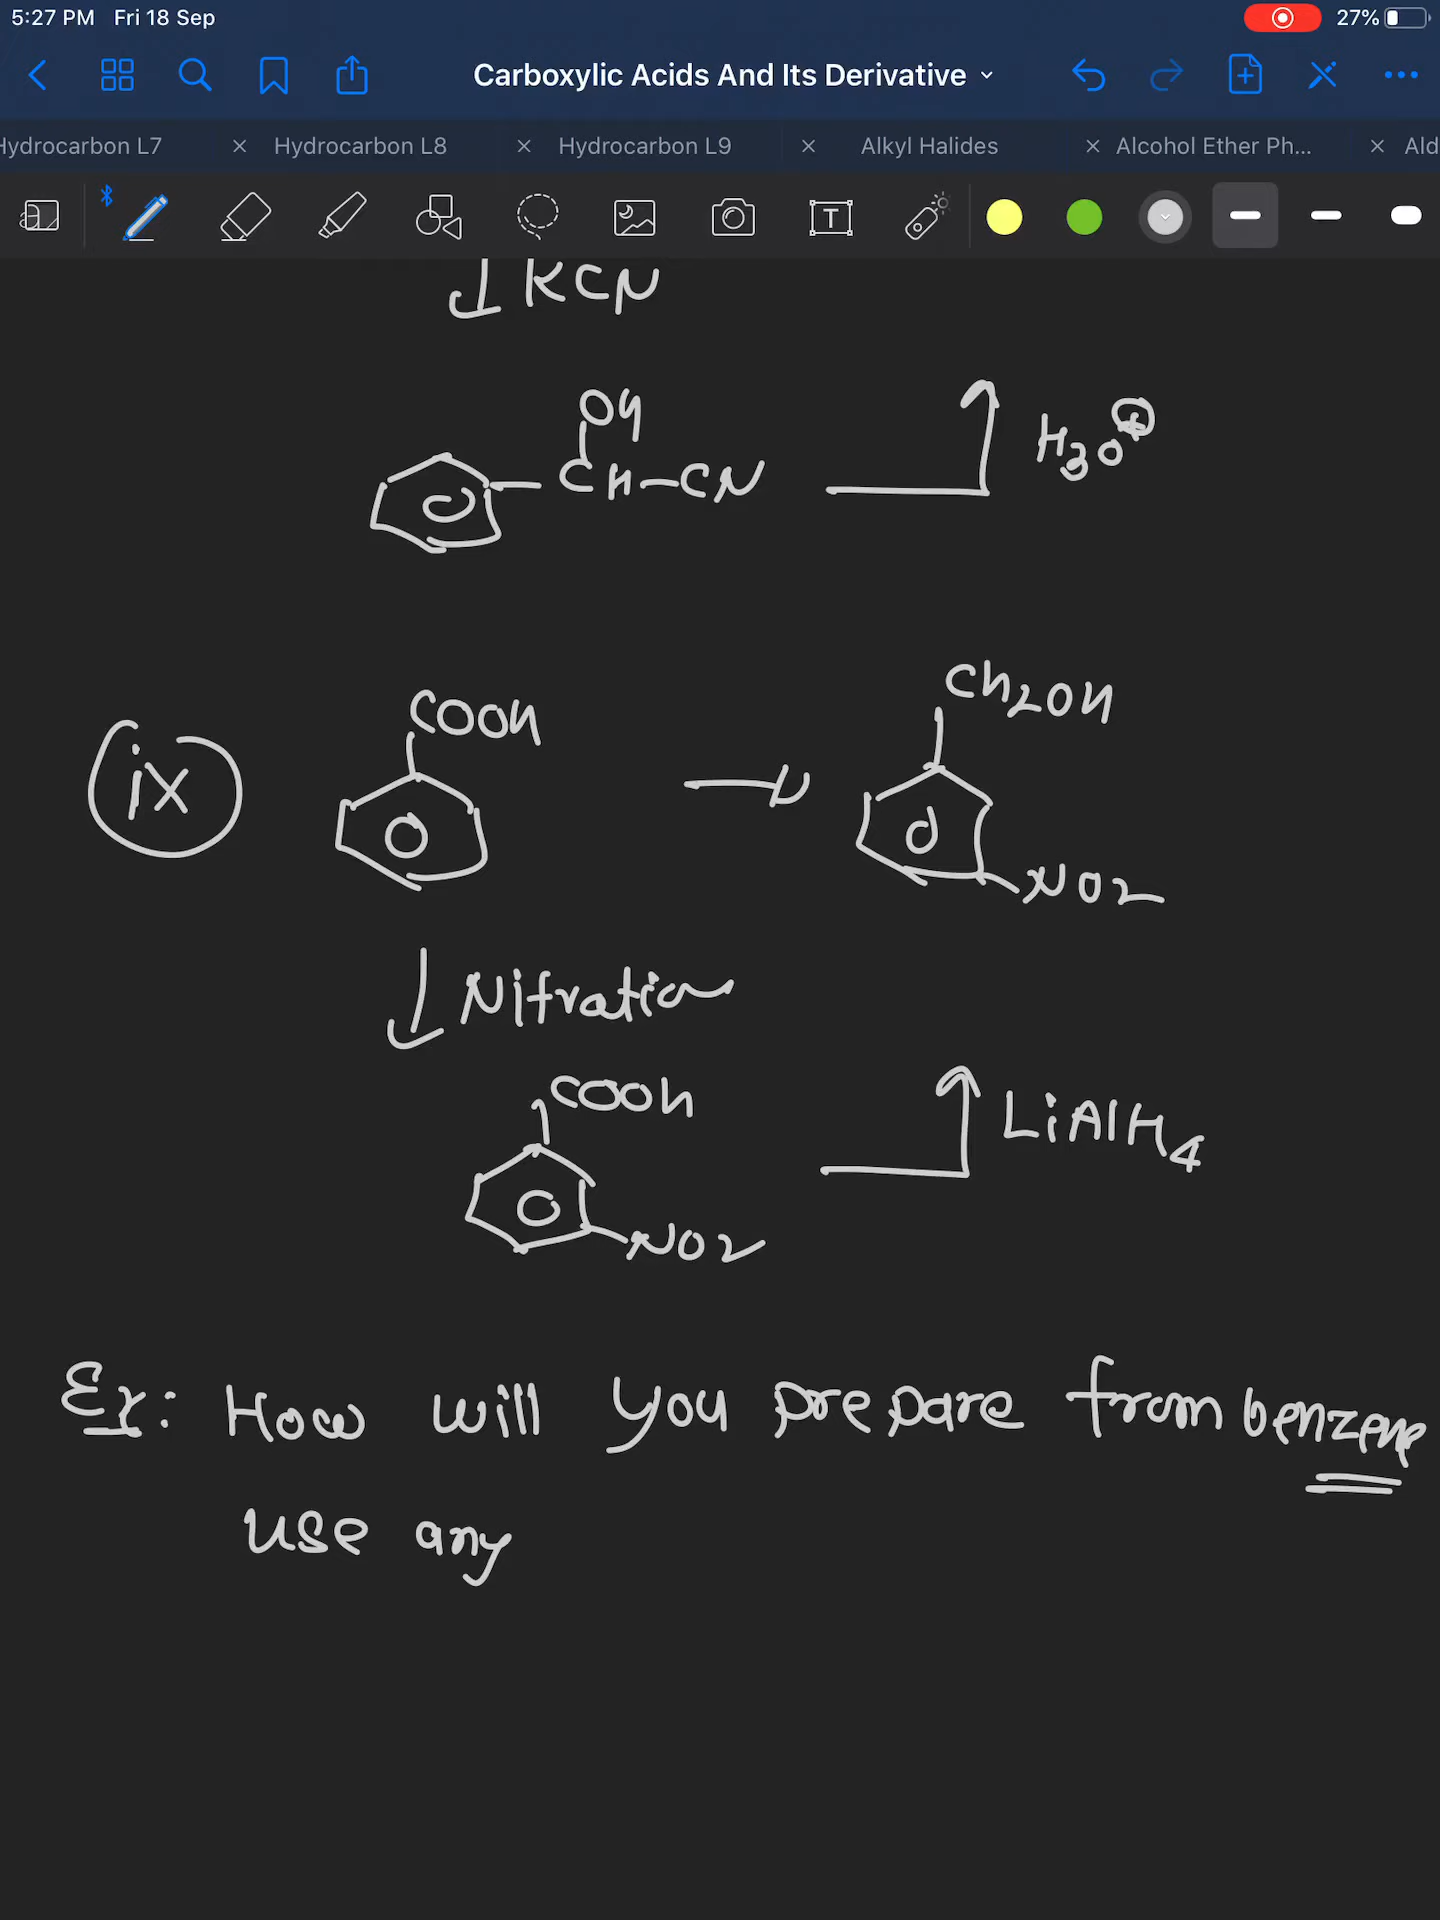 5:27 PM Fri 18 Sep 27%
Carboxylic Acids And Its Derivative
Hydrocarbon L7 Hydrocarbon L8 Hydrocarbon L9 Alkyl Halides Alcohol Ether Ph... Ald
KCN
OH
CH-CN H3O⊕
ix
COOH
CH2OH
NO2
Nitration
COOH
LiAlH4
NO2
Ex: How will you prepare from benzene
use any